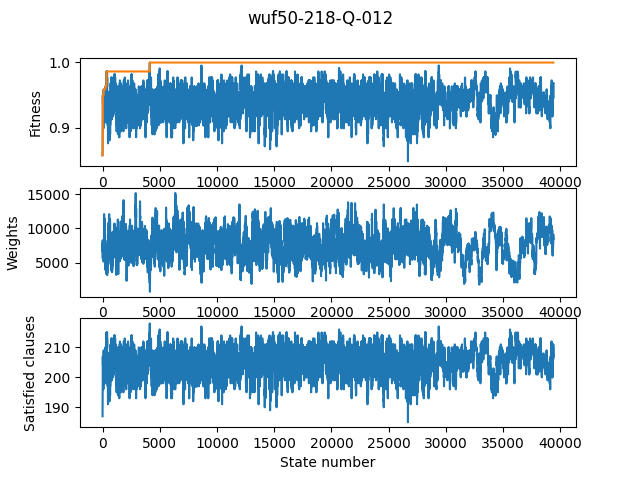 wuf50-218-Q-012
1.0
0.9
Fitness
0 5000 10000 15000 20000 25000 30000 35000 40000
15000
10000
5000
Weights
0 5000 10000 15000 20000 25000 30000 35000 40000
210
200
190
Satisfied clauses
0 5000 10000 15000 20000 25000 30000 35000 40000
State number